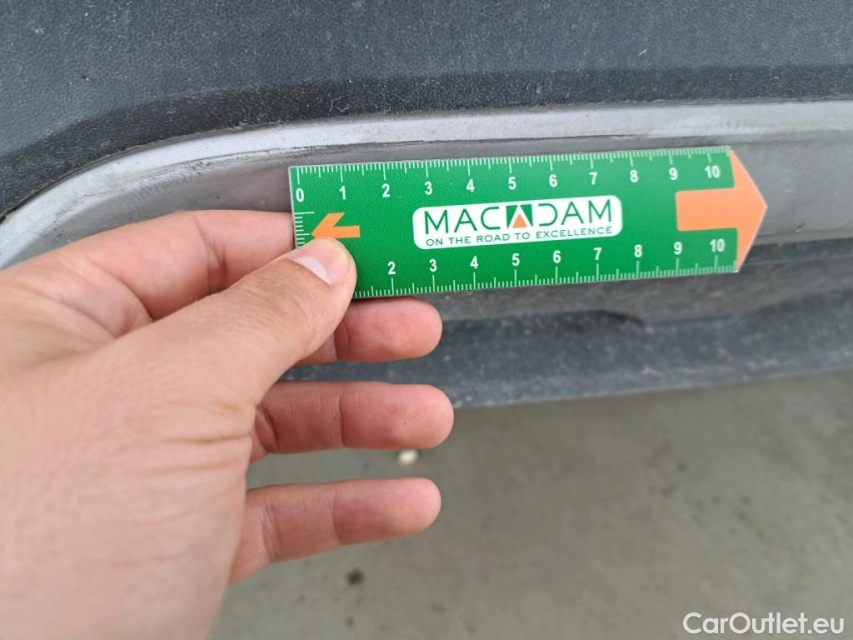 0 1 2 3 4 5 6 7 8 9 10
MACADAM
ON THE ROAD TO EXCELLENCE
2 3 4 5 6 7 8 9 10
CarOutlet.eu